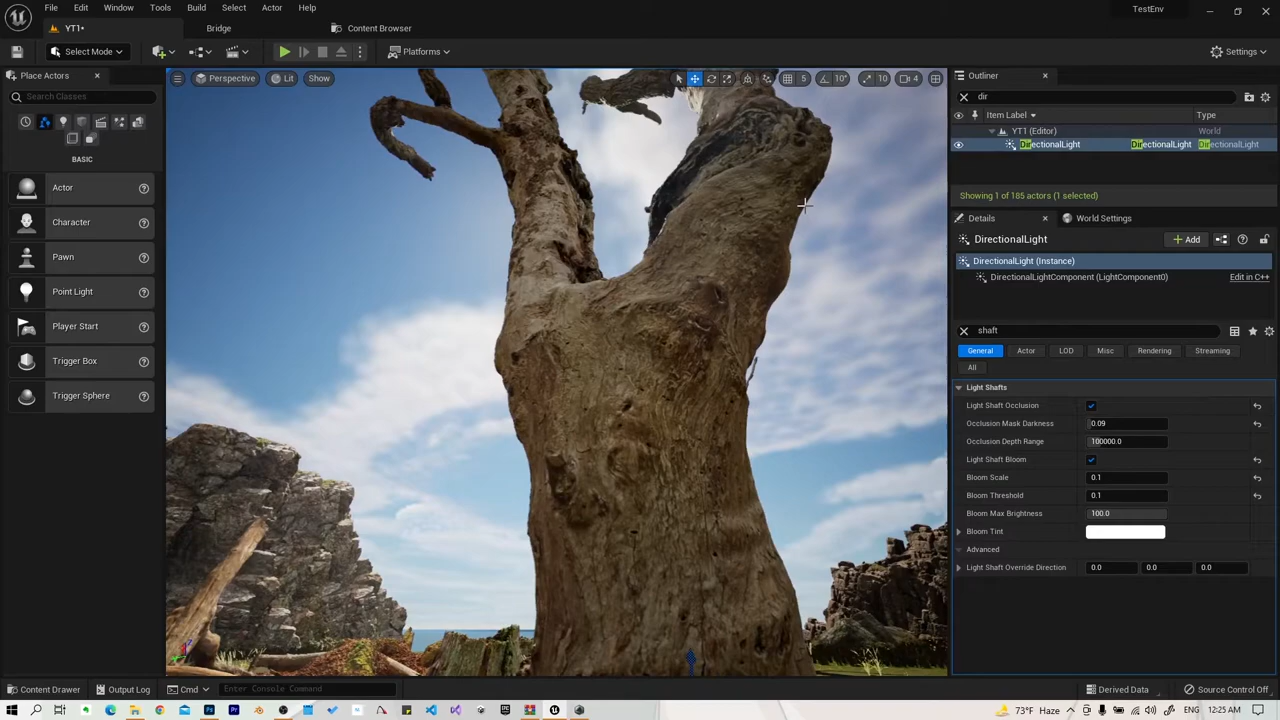 File Edit Window Tools Build Select Actor Help
TestEnv
YT1•
Bridge
Content Browser
Select Mode
Platforms
Settings
Place Actors
Search Classes
BASIC
Actor
Character
Pawn
Point Light
Player Start
Trigger Box
Trigger Sphere
Perspective Lit Show
5 10° 10 4
Outliner
dir
Item Label Type
YT1 (Editor) World
DirectionalLight DirectionalLight DirectionalLight
Showing 1 of 185 actors (1 selected)
Details World Settings
DirectionalLight
Add
DirectionalLight (Instance)
DirectionalLightComponent (LightComponent0) Edit in C++
shaft
General Actor LOD Misc Rendering Streaming
All
Light Shafts
Light Shaft Occlusion
Occlusion Mask Darkness 0.09
Occlusion Depth Range 100000.0
Light Shaft Bloom
Bloom Scale 0.1
Bloom Threshold 0.1
Bloom Max Brightness 100.0
Bloom Tint
Advanced
Light Shaft Override Direction 0.0 0.0 0.0
Content Drawer Output Log Cmd Enter Console Command
Derived Data Source Control Off
73°F Haze 12:25 AM